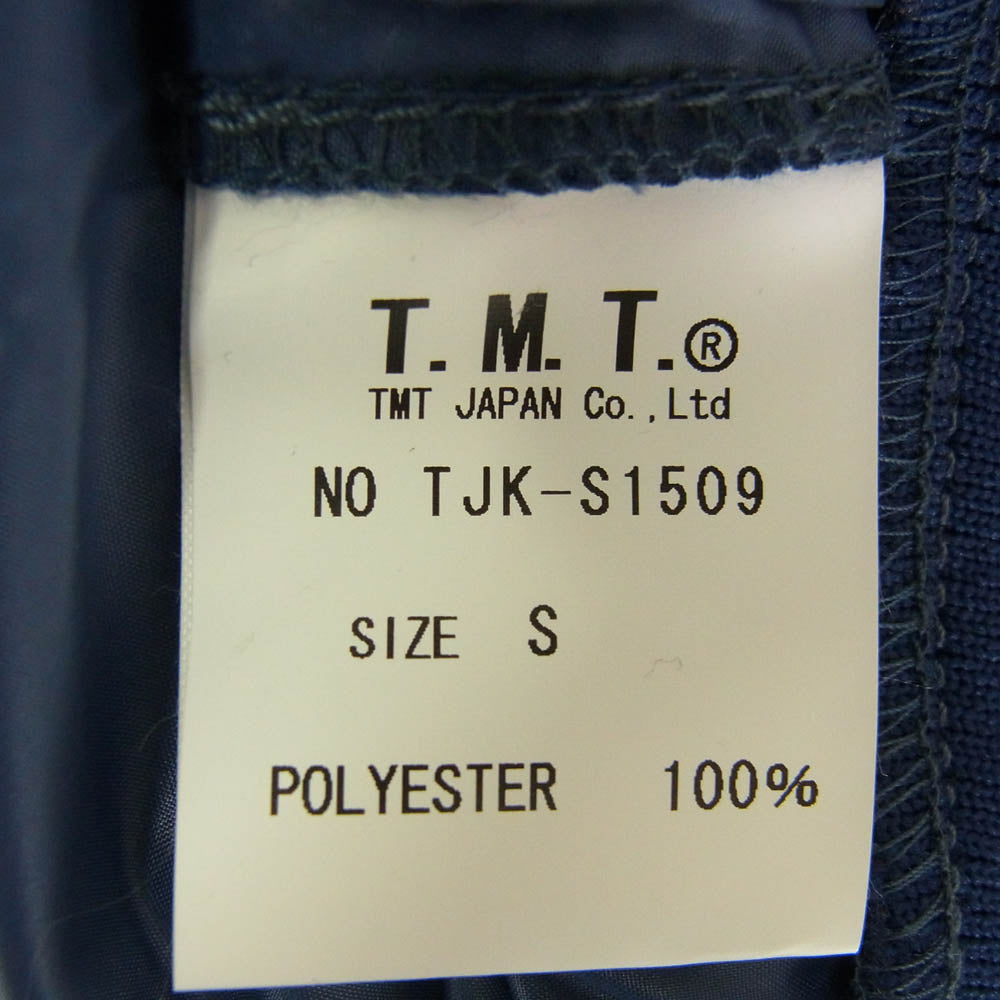 T.M.T.®
TMT JAPAN Co.,Ltd
NO TJK-S1509
SIZE S
POLYESTER 100%